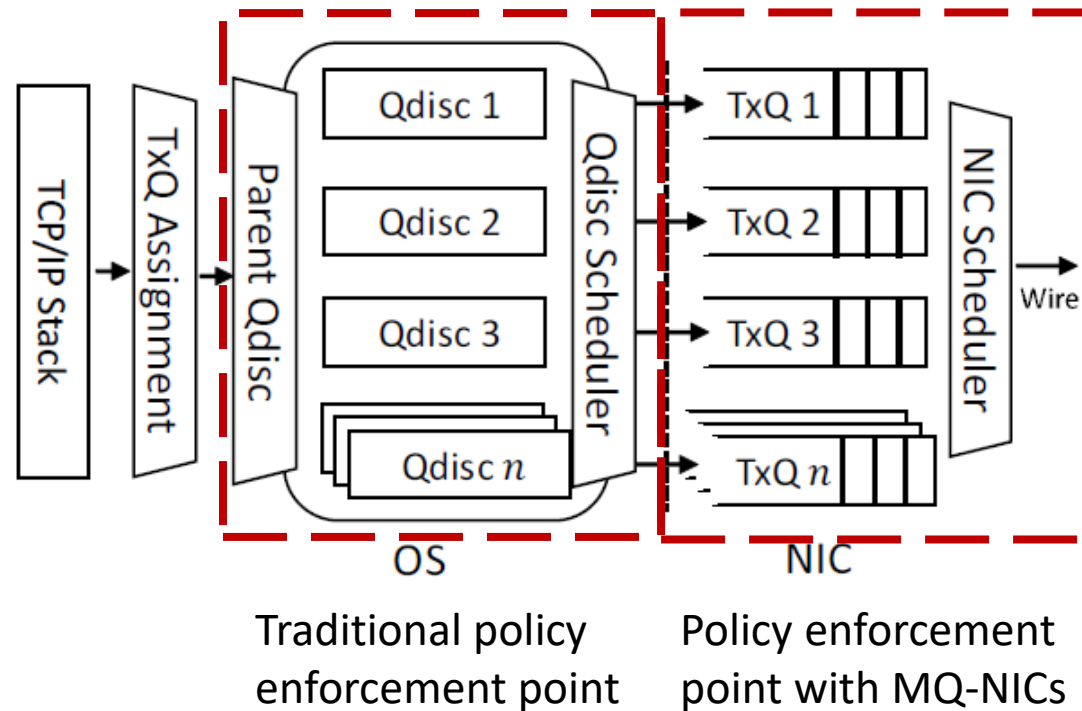 TCP/IP Stack
TxQ Assignment
Parent Qdisc
Qdisc 1
Qdisc 2
Qdisc 3
Qdisc n
Qdisc Scheduler
TxQ 1
TxQ 2
TxQ 3
TxQ n
NIC Scheduler
Wire
OS
NIC
Traditional policy
enforcement point
Policy enforcement
point with MQ-NICs